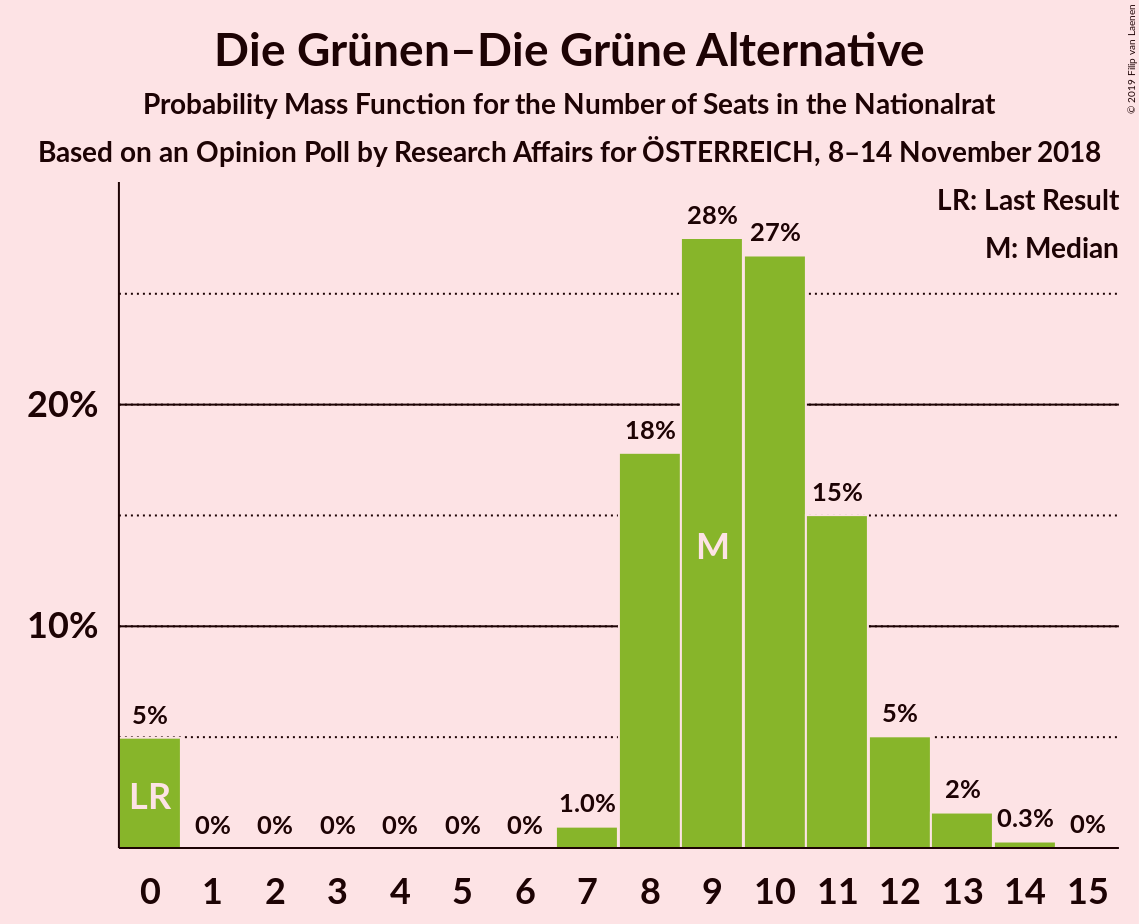 Die Grünen–Die Grüne Alternative
Probability Mass Function for the Number of Seats in the Nationalrat
Based on an Opinion Poll by Research Affairs for ÖSTERREICH, 8–14 November 2018
© 2019 Filip van Laenen
LR: Last Result
M: Median
28%
27%
20%
18%
15%
M
10%
5%
5%
LR
0%
0%
0%
0%
0%
0%
1.0%
2%
0.3%
0%
0 1 2 3 4 5 6 7 8 9 10 11 12 13 14 15